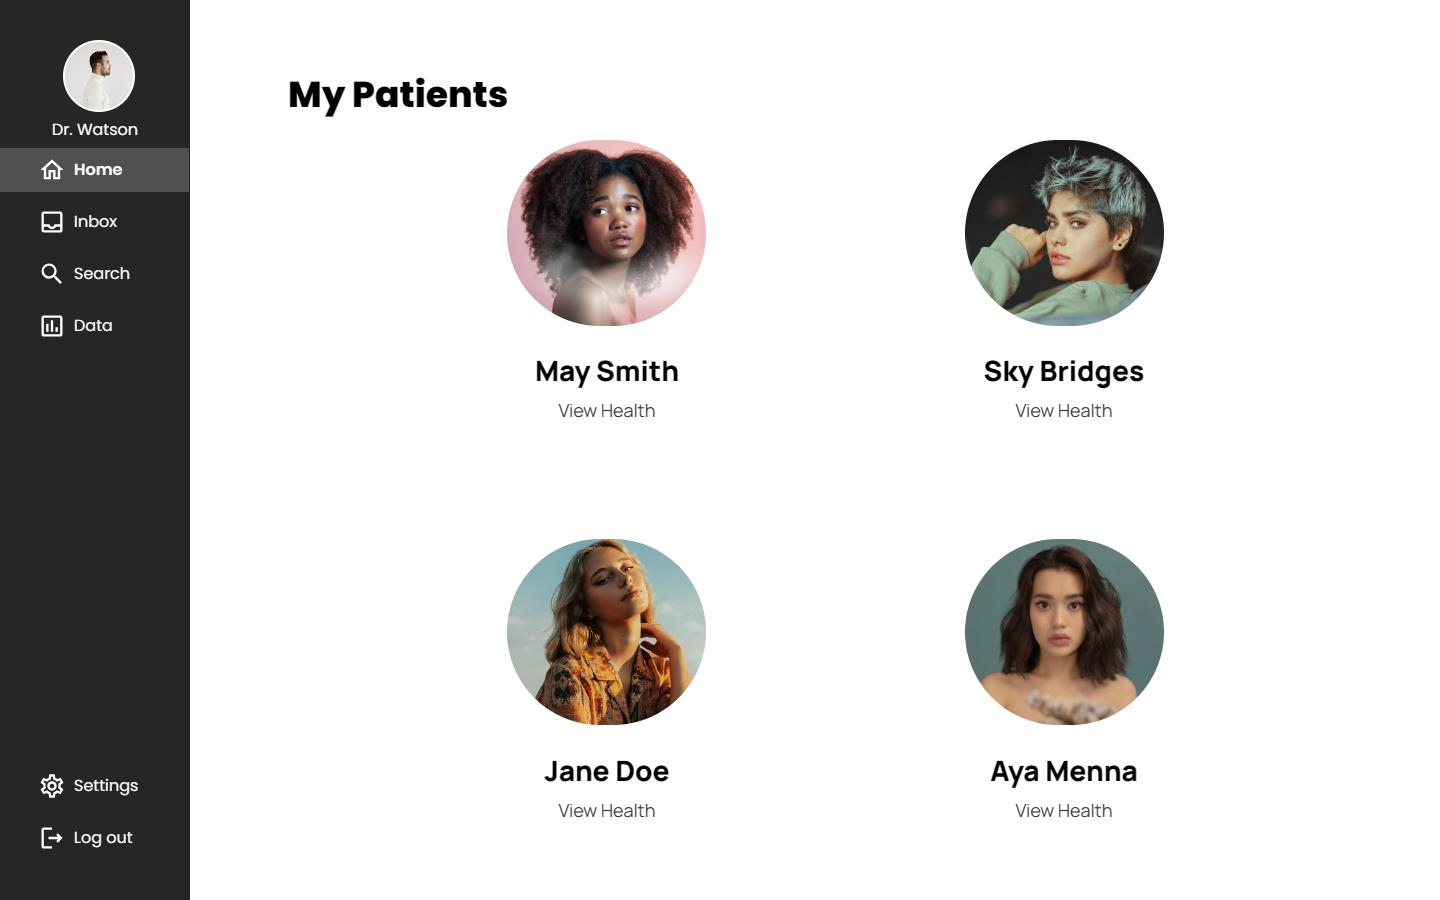 Dr. Watson
Home
Inbox
Search
Data
Settings
Log out
My Patients
May Smith
View Health
Sky Bridges
View Health
Jane Doe
View Health
Aya Menna
View Health